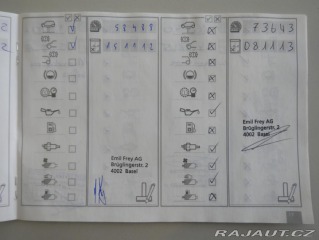 52488
73643
151112
081113
Emil Frey AG
Brüglingerstr. 2
4002 Basel
Emil Frey AG
Brüglingerstr. 2
4002 Basel
RAJAUT.CZ